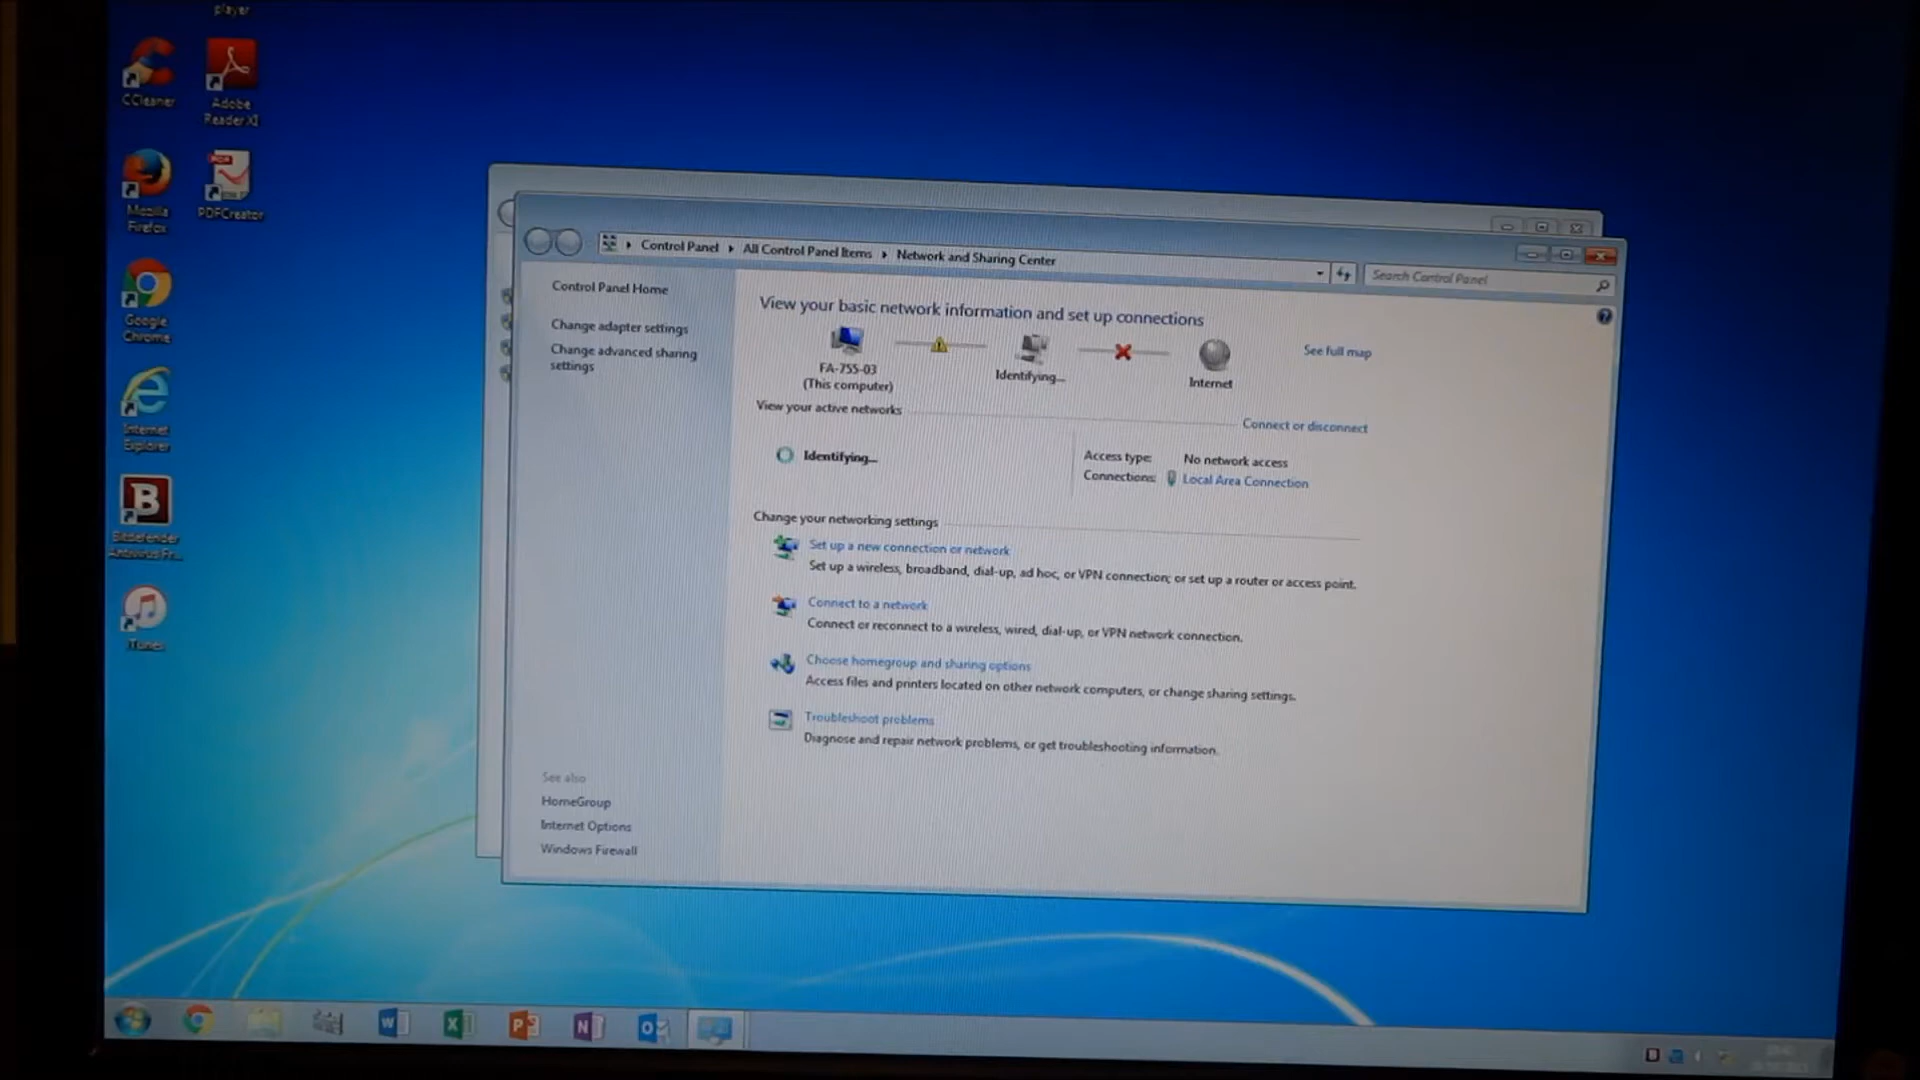 player
CCleaner
Adobe
Reader XI
Mozilla
Firefox
PDFCreator
Google
Chrome
Internet
Explorer
Bitdefender
Antivirus Fr...
iTunes
Control Panel
All Control Panel Items
Network and Sharing Center
Search Control Panel
Control Panel Home
Change adapter settings
Change advanced sharing
settings
See also
HomeGroup
Internet Options
Windows Firewall
View your basic network information and set up connections
FA-755-03
(This computer)
Identifying...
Internet
See full map
View your active networks
Connect or disconnect
Identifying...
Access type: No network access
Connections: Local Area Connection
Change your networking settings
Set up a new connection or network
Set up a wireless, broadband, dial-up, ad hoc, or VPN connection; or set up a router or access point.
Connect to a network
Connect or reconnect to a wireless, wired, dial-up, or VPN network connection.
Choose homegroup and sharing options
Access files and printers located on other network computers, or change sharing settings.
Troubleshoot problems
Diagnose and repair network problems, or get troubleshooting information.